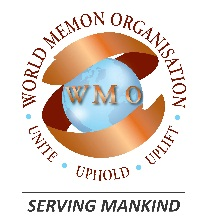 WORLD MEMON ORGANISATION
WMO
• UNITE • UPHOLD • UPLIFT •
SERVING MANKIND